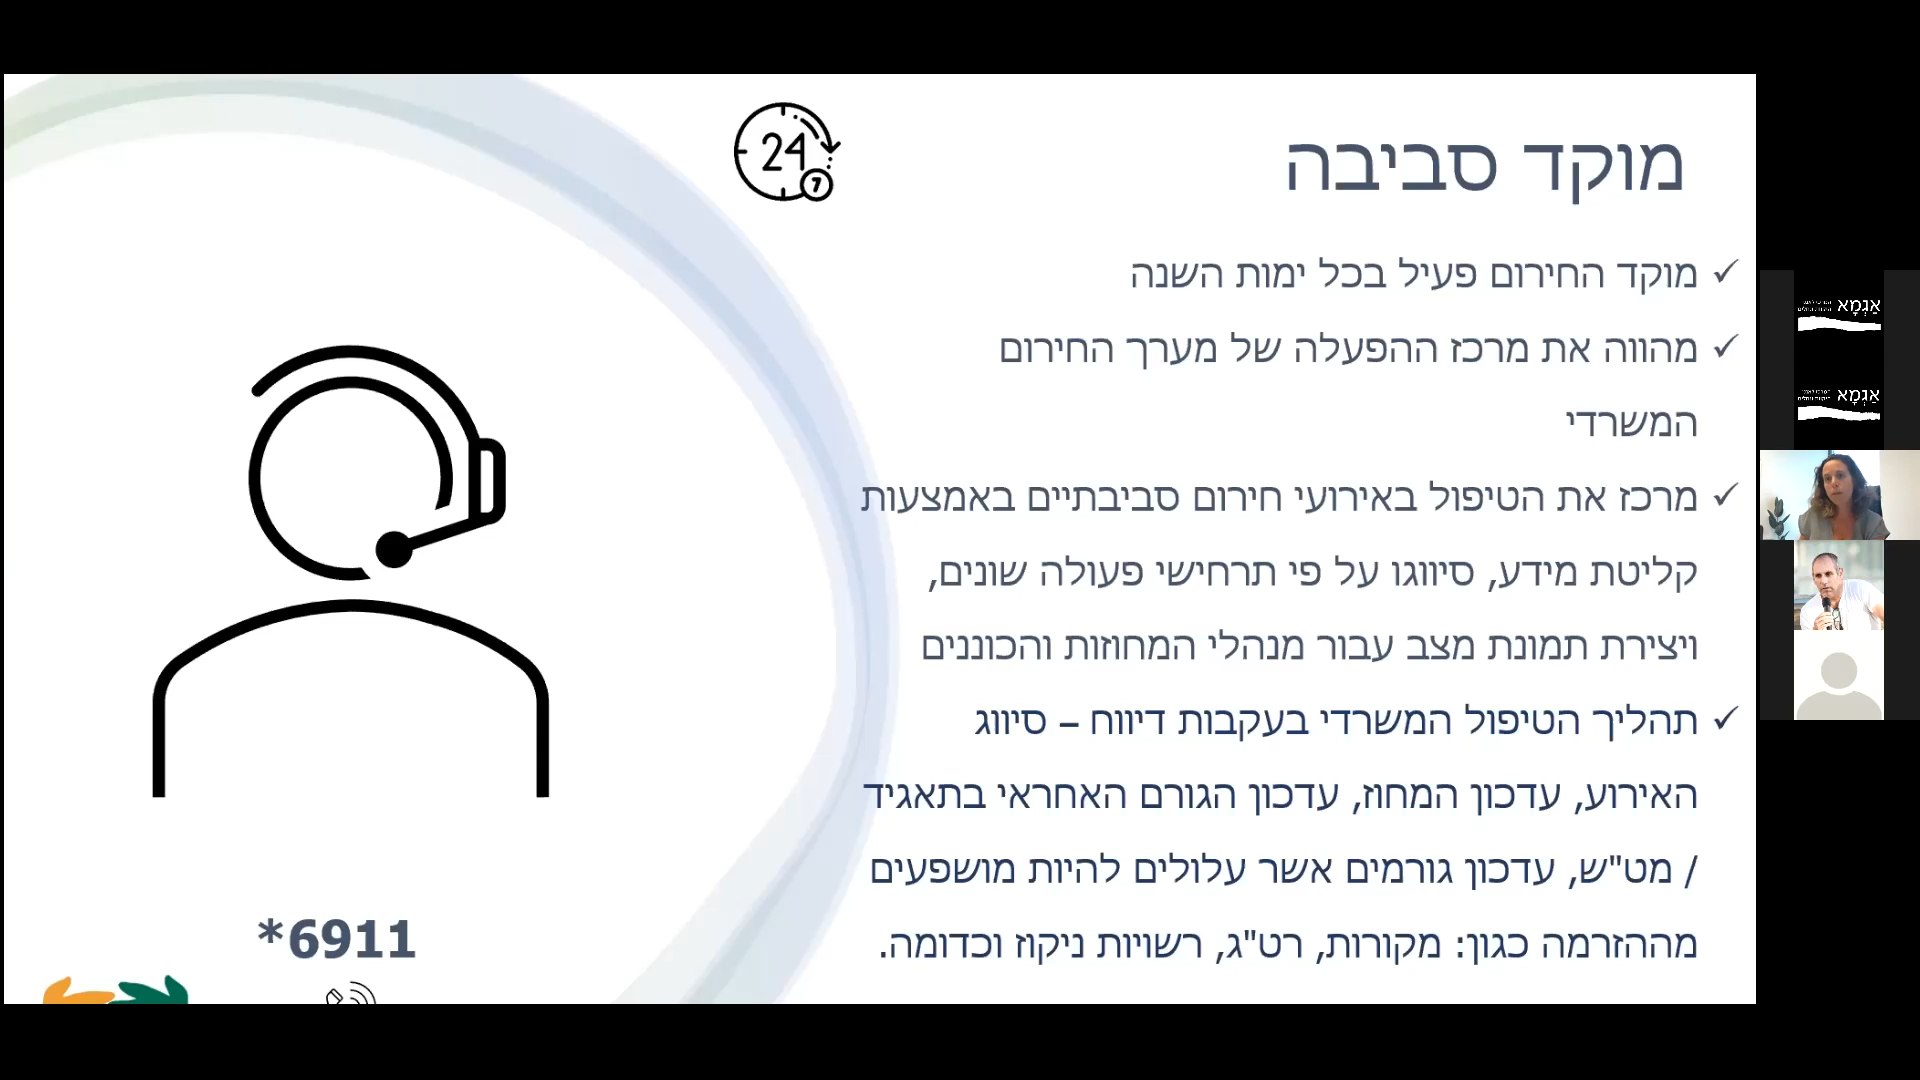 מוקד סביבה
24
7
מוקד החירום פעיל בכל ימות השנה
מהווה את מרכז ההפעלה של מערך החירום
המשרדי
מרכז את הטיפול באירועי חירום סביבתיים באמצעות
קליטת מידע, סיווגו על פי תרחישי פעולה שונים,
ויצירת תמונת מצב עבור מנהלי המחוזות והכוננים
תהליך הטיפול המשרדי בעקבות דיווח – סיווג
האירוע, עדכון המחוז, עדכון הגורם האחראי בתאגיד
/ מט"ש, עדכון גורמים אשר עלולים להיות מושפעים
מההזרמה כגון: מקורות, רט"ג, רשויות ניקוז וכדומה.
*6911
אַגְמָא
אַגְמָא